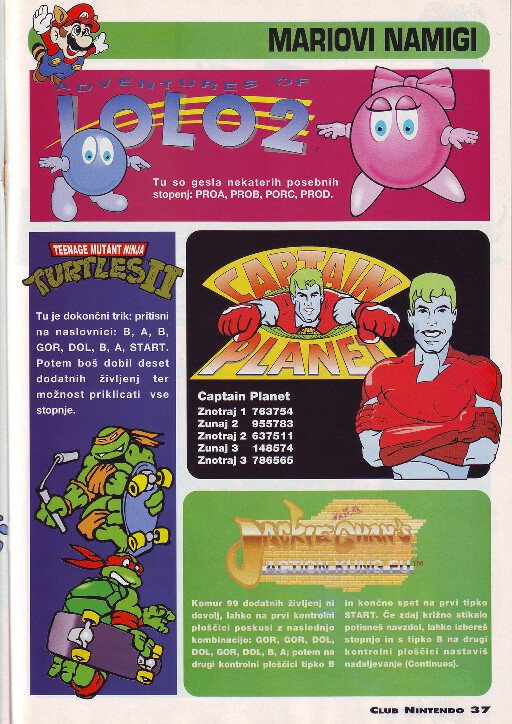 MARIOVI NAMIGI
ADVENTURES OF
LOLO 2
Tu so gesla nekaterih posebnih
stopenj: PROA, PROB, PORC, PROD.
TEENAGE MUTANT NINJA
TURTLES II
Tu je dokončni trik: pritisni
na naslovnici: B, A, B,
GOR, DOL, B, A, START.
Potem boš dobil deset
dodatnih življenj ter
možnost priklicati vse
stopnje.
CAPTAIN
PLANET
Captain Planet
Znotraj 1 763754
Zunaj 2 955783
Znotraj 2 637511
Zunaj 3 148574
Znotraj 3 786565
JACKIE CHAN'S
ACTION KUNG FU™
Komur 99 dodatnih življenj ni
dovolj, lahko na prvi kontrolni
ploščici poskusi z naslednjo
kombinacijo: GOR, GOR, DOL,
DOL, GOR, DOL, B, A; potem na
drugi kontrolni ploščici tipko B
in končno spet na prvi tipko
START. Če zdaj križno stikalo
potisneš navzdol, lahko izbereš
stopnjo in s tipko B na drugi
kontrolni ploščici nastaviš
nadaljevanje (Continues).
CLUB NINTENDO 37